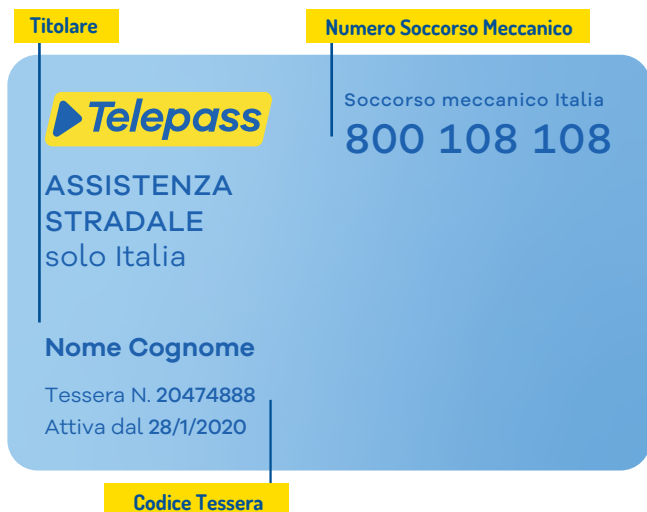 Titolare
Numero Soccorso Meccanico
Telepass
Soccorso meccanico Italia
800 108 108
ASSISTENZA
STRADALE
solo Italia
Nome Cognome
Tessera N. 20474888
Attiva dal 28/1/2020
Codice Tessera